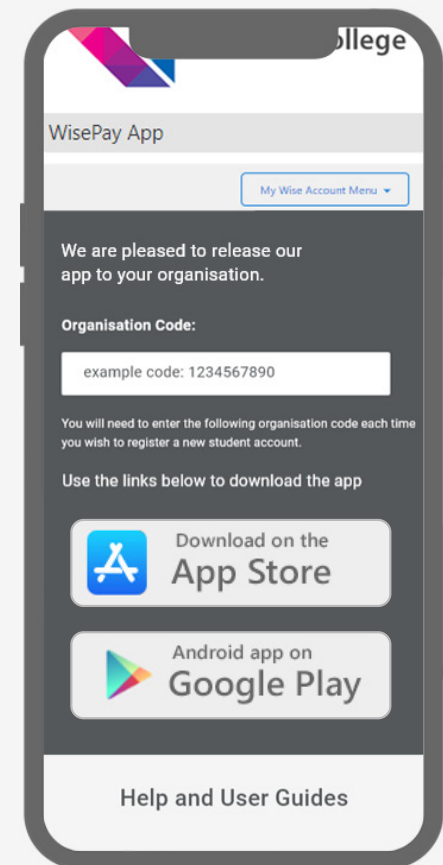 WisePay App
My Wise Account Menu
We are pleased to release our
app to your organisation.
Organisation Code:
example code: 1234567890
You will need to enter the following organisation code each time
you wish to register a new student account.
Use the links below to download the app
Download on the
App Store
Android app on
Google Play
Help and User Guides